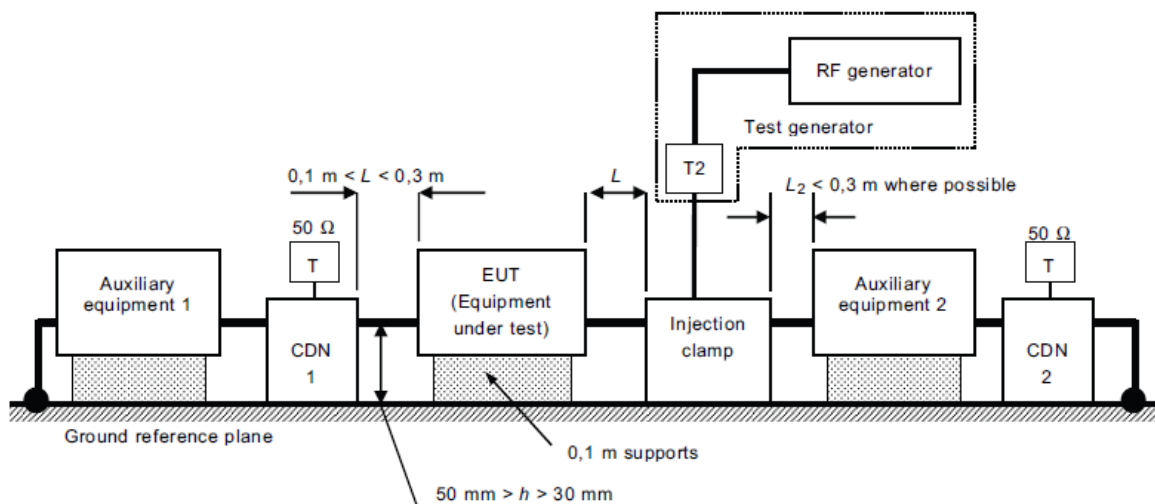 RF generator
Test generator
T2
0,1 m < L < 0,3 m
L
L2 < 0,3 m where possible
50 Ω
T
50 Ω
T
Auxiliary
equipment 1
EUT
(Equipment
under test)
Injection
clamp
Auxiliary
equipment 2
CDN
1
CDN
2
Ground reference plane
0,1 m supports
50 mm > h > 30 mm